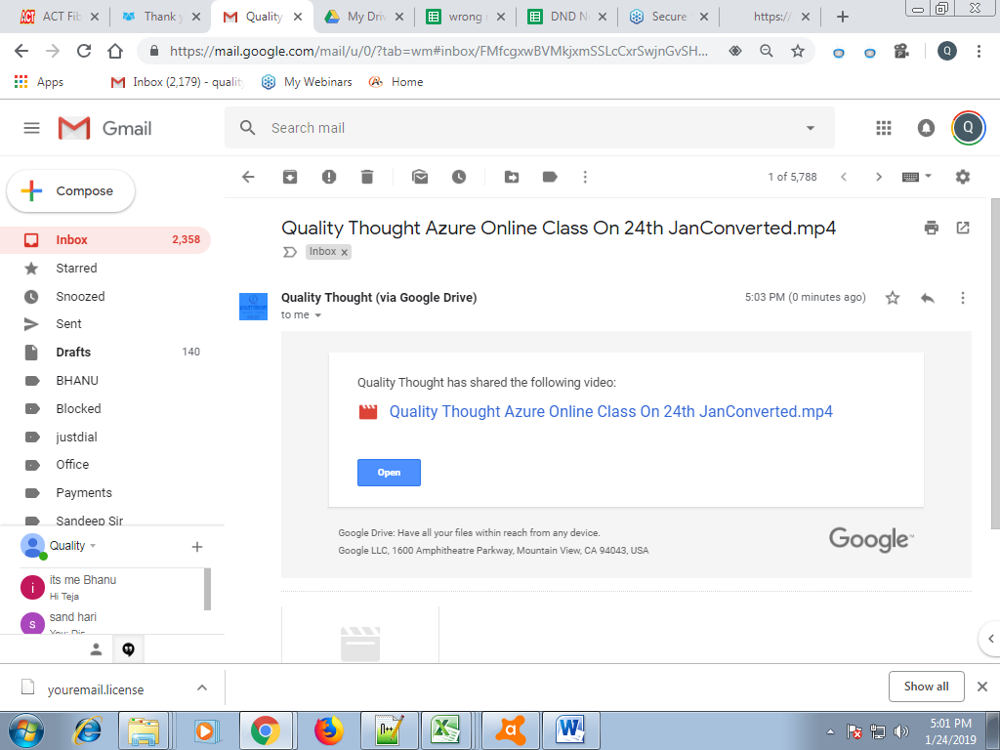 ACT Fi
Thank
Quality
My Dri
wrong
DND N
Secure
https://
https://mail.google.com/mail/u/0/?tab=wm#inbox/FMfcgxwBVMkjxmSSLcCxrSwjnGvSH...
Q
Apps
Inbox (2,179) - qualit
My Webinars
Home
Gmail
Search mail
Q
Compose
1 of 5,788
Inbox 2,358
Starred
Snoozed
Sent
Drafts 140
BHANU
Blocked
justdial
Office
Payments
Sandeep Sir
Quality Thought Azure Online Class On 24th JanConverted.mp4
Inbox x
Quality Thought (via Google Drive)
5:03 PM (0 minutes ago)
to me
Quality Thought has shared the following video:
Quality Thought Azure Online Class On 24th JanConverted.mp4
Open
Google Drive: Have all your files within reach from any device.
Google LLC, 1600 Amphitheatre Parkway, Mountain View, CA 94043, USA
Google™
Quality
i
its me Bhanu
Hi Teja
s
sand hari
You: Dis
youremail.license
Show all
5:01 PM
1/24/2019